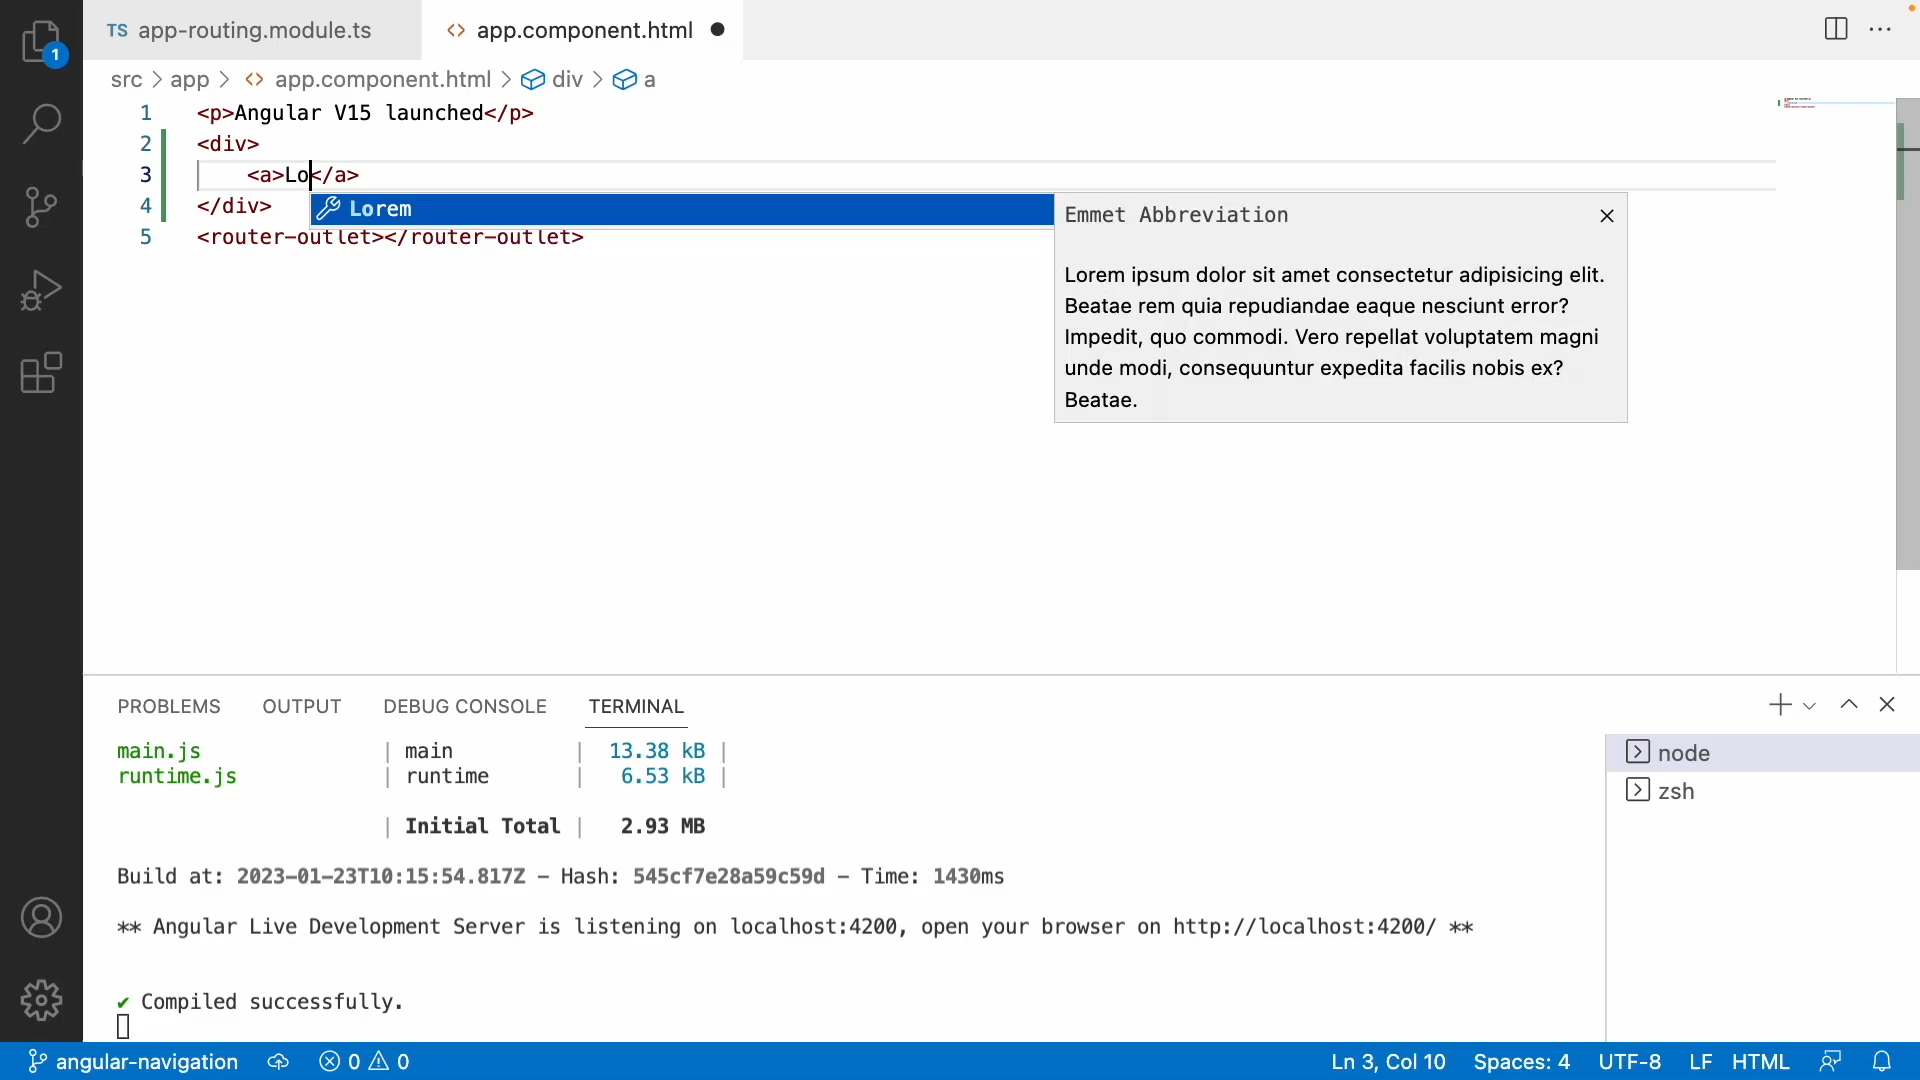 TS app-routing.module.ts
<> app.component.html
1
src > app > <> app.component.html > div > a
1 <p>Angular V15 launched</p>
2 <div>
3 <a>Lo</a>
4 </div>
5 <router-outlet></router-outlet>
Lorem
Emmet Abbreviation
Lorem ipsum dolor sit amet consectetur adipisicing elit.
Beatae rem quia repudiandae eaque nesciunt error?
Impedit, quo commodi. Vero repellat voluptatem magni
unde modi, consequuntur expedita facilis nobis ex?
Beatae.
PROBLEMS OUTPUT DEBUG CONSOLE TERMINAL
main.js | main | 13.38 kB |
runtime.js | runtime | 6.53 kB |
| Initial Total | 2.93 MB
Build at: 2023-01-23T10:15:54.817Z - Hash: 545cf7e28a59c59d - Time: 1430ms
** Angular Live Development Server is listening on localhost:4200, open your browser on http://localhost:4200/ **
✔ Compiled successfully.
node
zsh
angular-navigation 0 0 Ln 3, Col 10 Spaces: 4 UTF-8 LF HTML